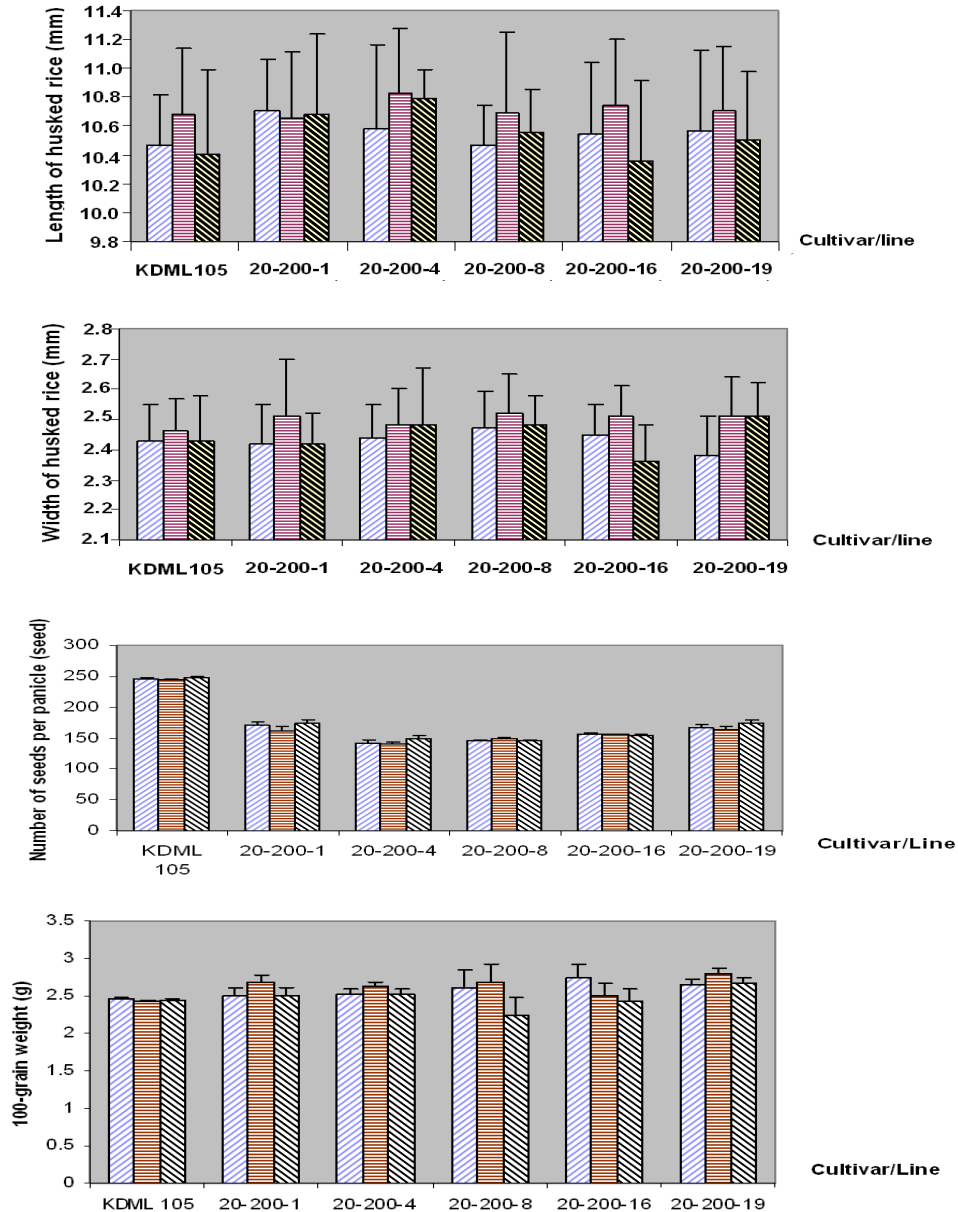 Length of husked rice (mm)
11.4
11.2
11.0
10.8
10.6
10.4
10.2
10.0
9.8
KDML105 20-200-1 20-200-4 20-200-8 20-200-16 20-200-19
Cultivar/line
Width of husked rice (mm)
2.8
2.7
2.6
2.5
2.4
2.3
2.2
2.1
KDML105 20-200-1 20-200-4 20-200-8 20-200-16 20-200-19
Cultivar/line
Number of seeds per panicle (seed)
300
250
200
150
100
50
0
KDML 20-200-1 20-200-4 20-200-8 20-200-16 20-200-19
105
Cultivar/Line
100-grain weight (g)
3.5
3
2.5
2
1.5
1
0.5
0
KDML 105 20-200-1 20-200-4 20-200-8 20-200-16 20-200-19
Cultivar/Line